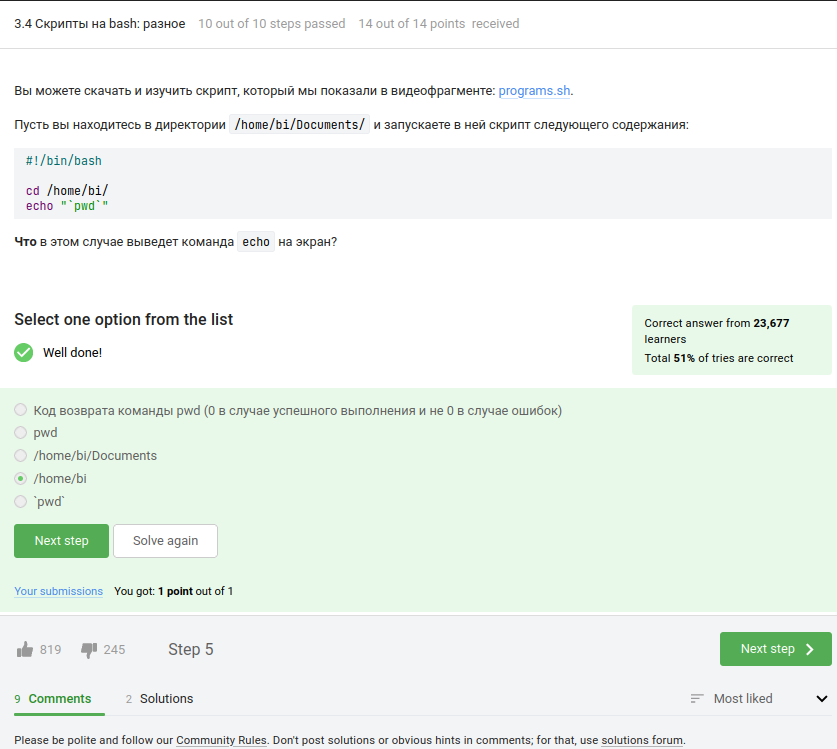 3.4 Скрипты на bash: разное 10 out of 10 steps passed 14 out of 14 points received
Вы можете скачать и изучить скрипт, который мы показали в видеофрагменте: programs.sh.
Пусть вы находитесь в директории /home/bi/Documents/ и запускаете в ней скрипт следующего содержания:
#!/bin/bash
cd /home/bi/
echo "`pwd`"
Что в этом случае выведет команда echo на экран?
Select one option from the list
Well done!
Correct answer from 23,677
learners
Total 51% of tries are correct
Код возврата команды pwd (0 в случае успешного выполнения и не 0 в случае ошибок)
pwd
/home/bi/Documents
/home/bi
`pwd`
Next step Solve again
Your submissions You got: 1 point out of 1
819 245 Step 5 Next step
9 Comments 2 Solutions Most liked
Please be polite and follow our Community Rules. Don't post solutions or obvious hints in comments; for that, use solutions forum.